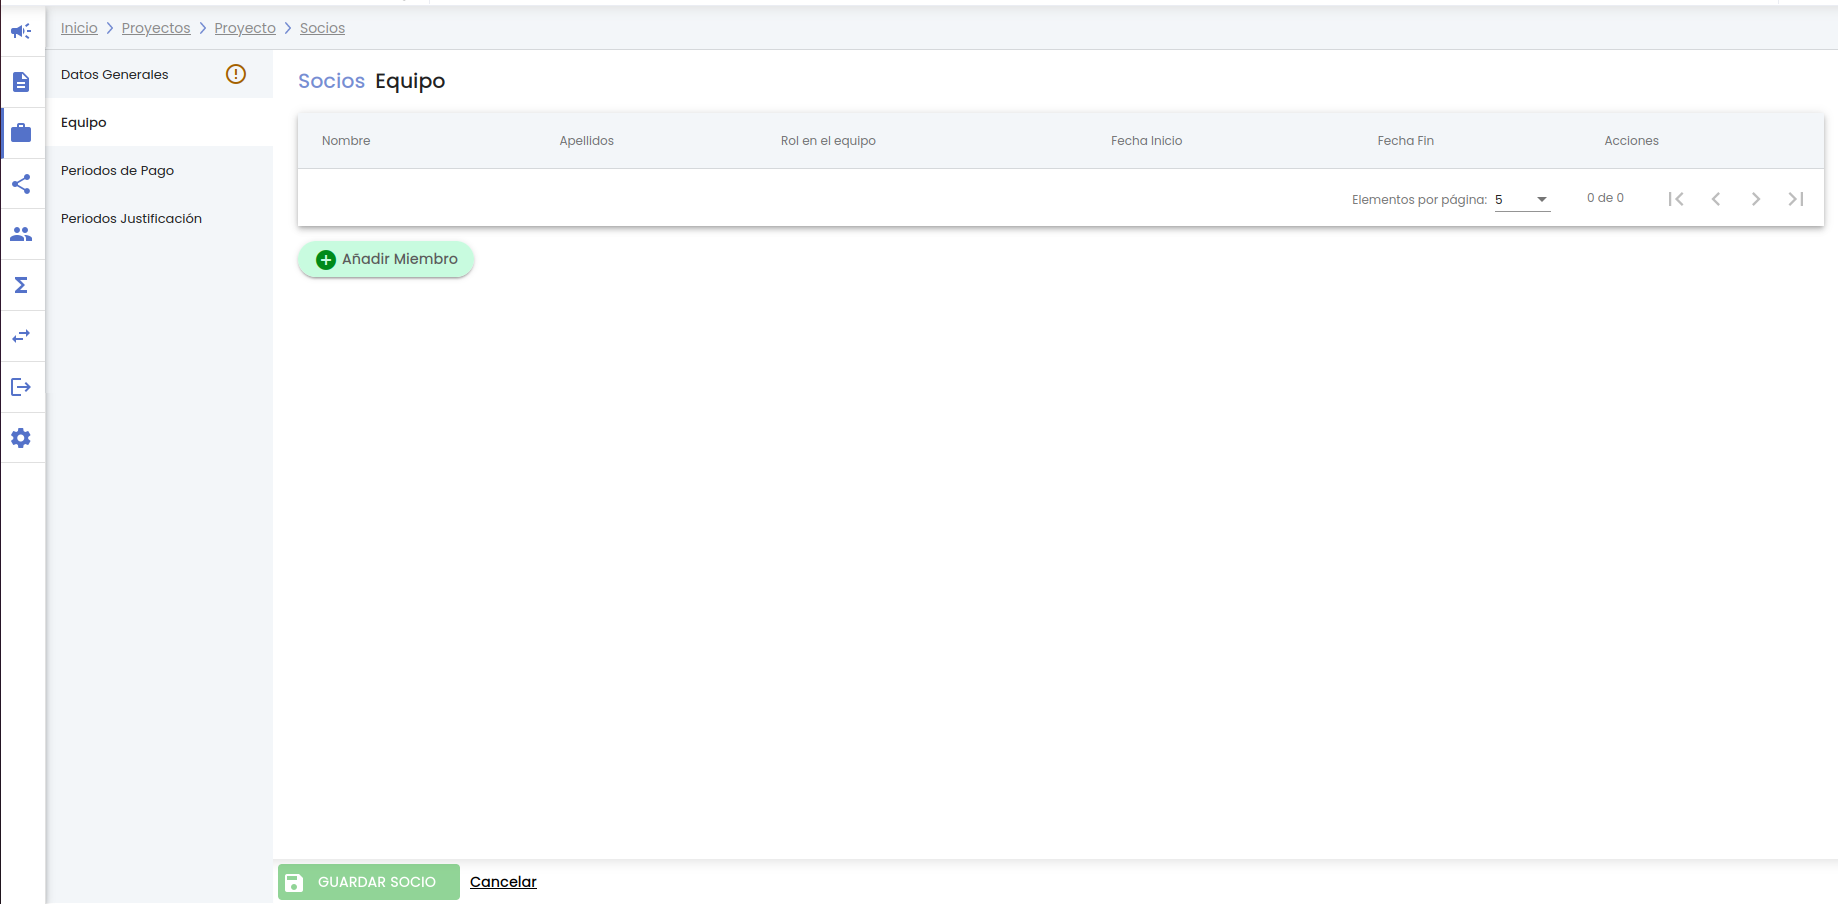 Inicio > Proyectos > Proyecto > Socios
Datos Generales
Equipo
Periodos de Pago
Periodos Justificación
Socios Equipo
Nombre Apellidos Rol en el equipo Fecha Inicio Fecha Fin Acciones
Elementos por página: 5 0 de 0
Añadir Miembro
GUARDAR SOCIO Cancelar